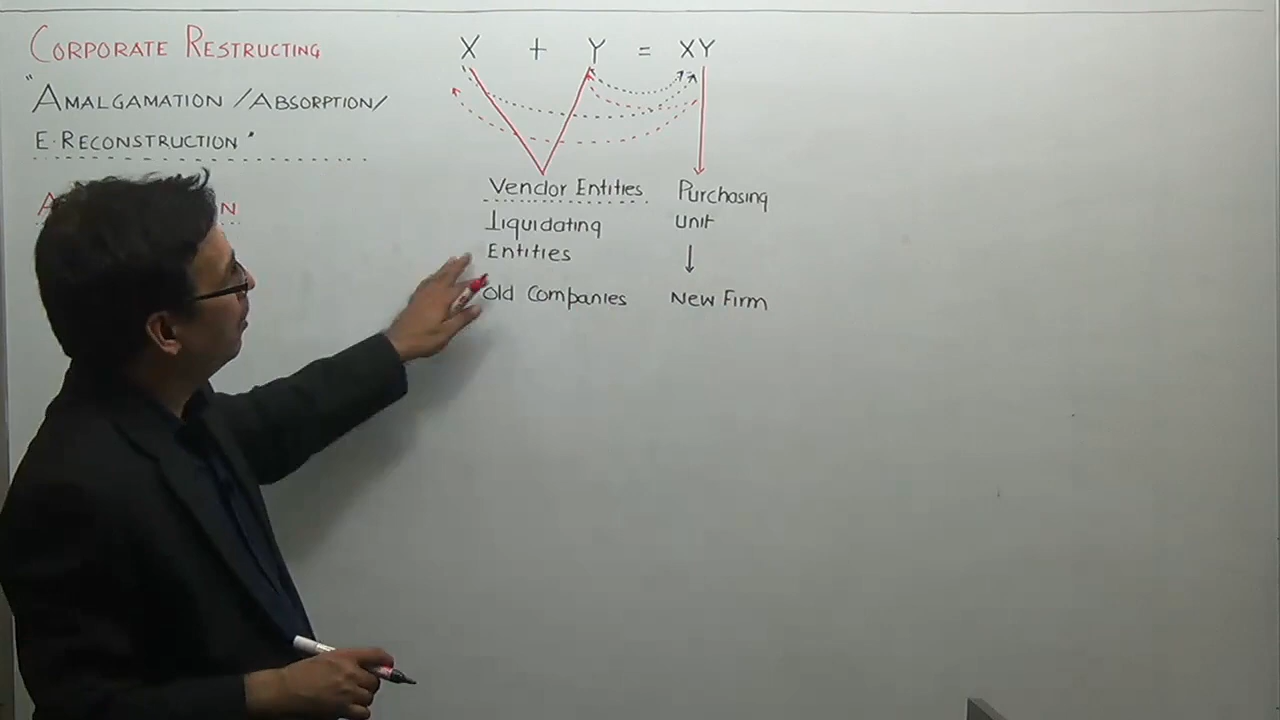 CORPORATE RESTRUCTING
"AMALGAMATION /ABSORPTION/
E.RECONSTRUCTION"
X + Y = XY
Vendor Entities
Liquidating
Entities
Old Companies
Purchasing
Unit
↓
New Firm